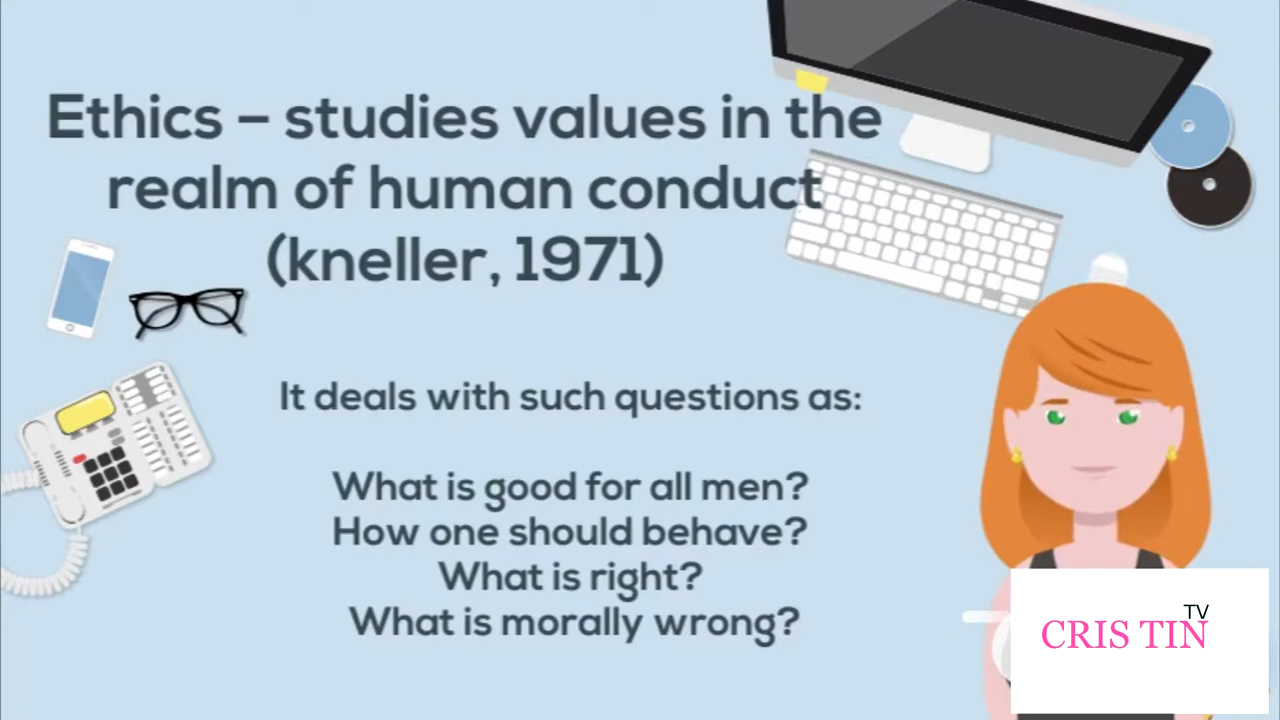 Ethics – studies values in the
realm of human conduct
(kneller, 1971)
It deals with such questions as:
What is good for all men?
How one should behave?
What is right?
What is morally wrong?
TV
CRIS TIN